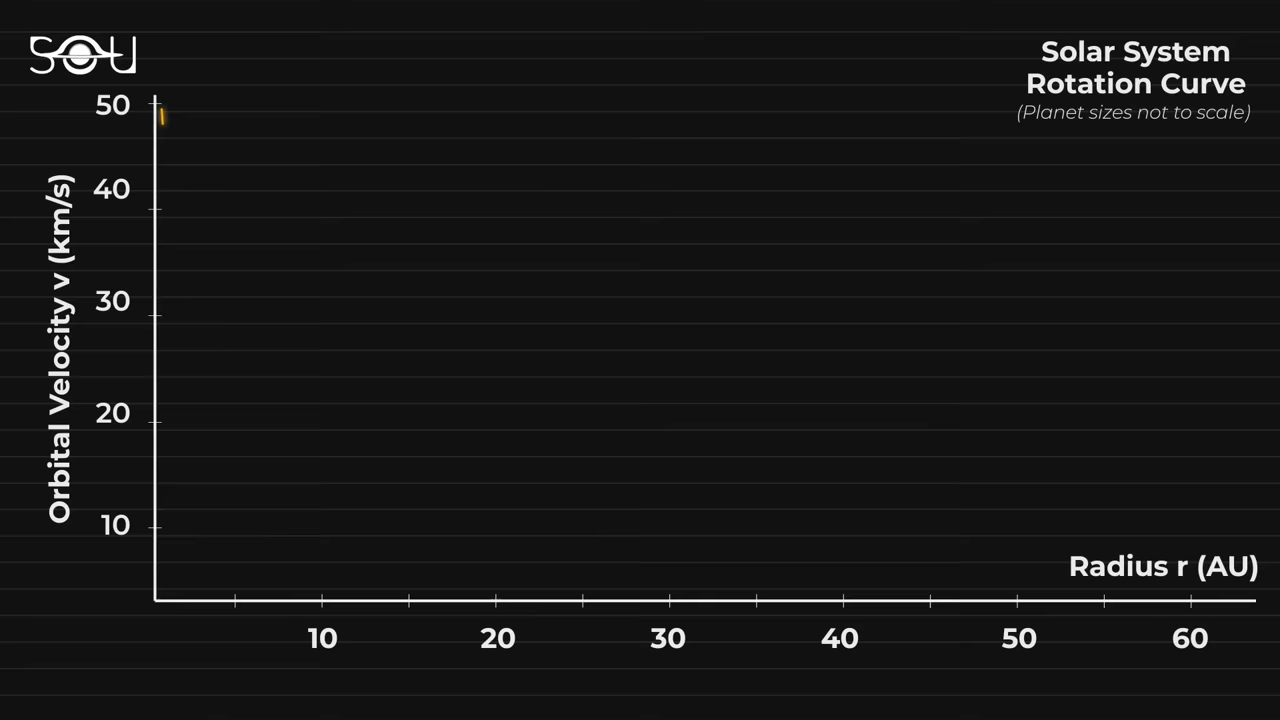 SOU
Solar System
Rotation Curve
(Planet sizes not to scale)
50
40
30
20
10
Orbital Velocity v (km/s)
Radius r (AU)
10 20 30 40 50 60